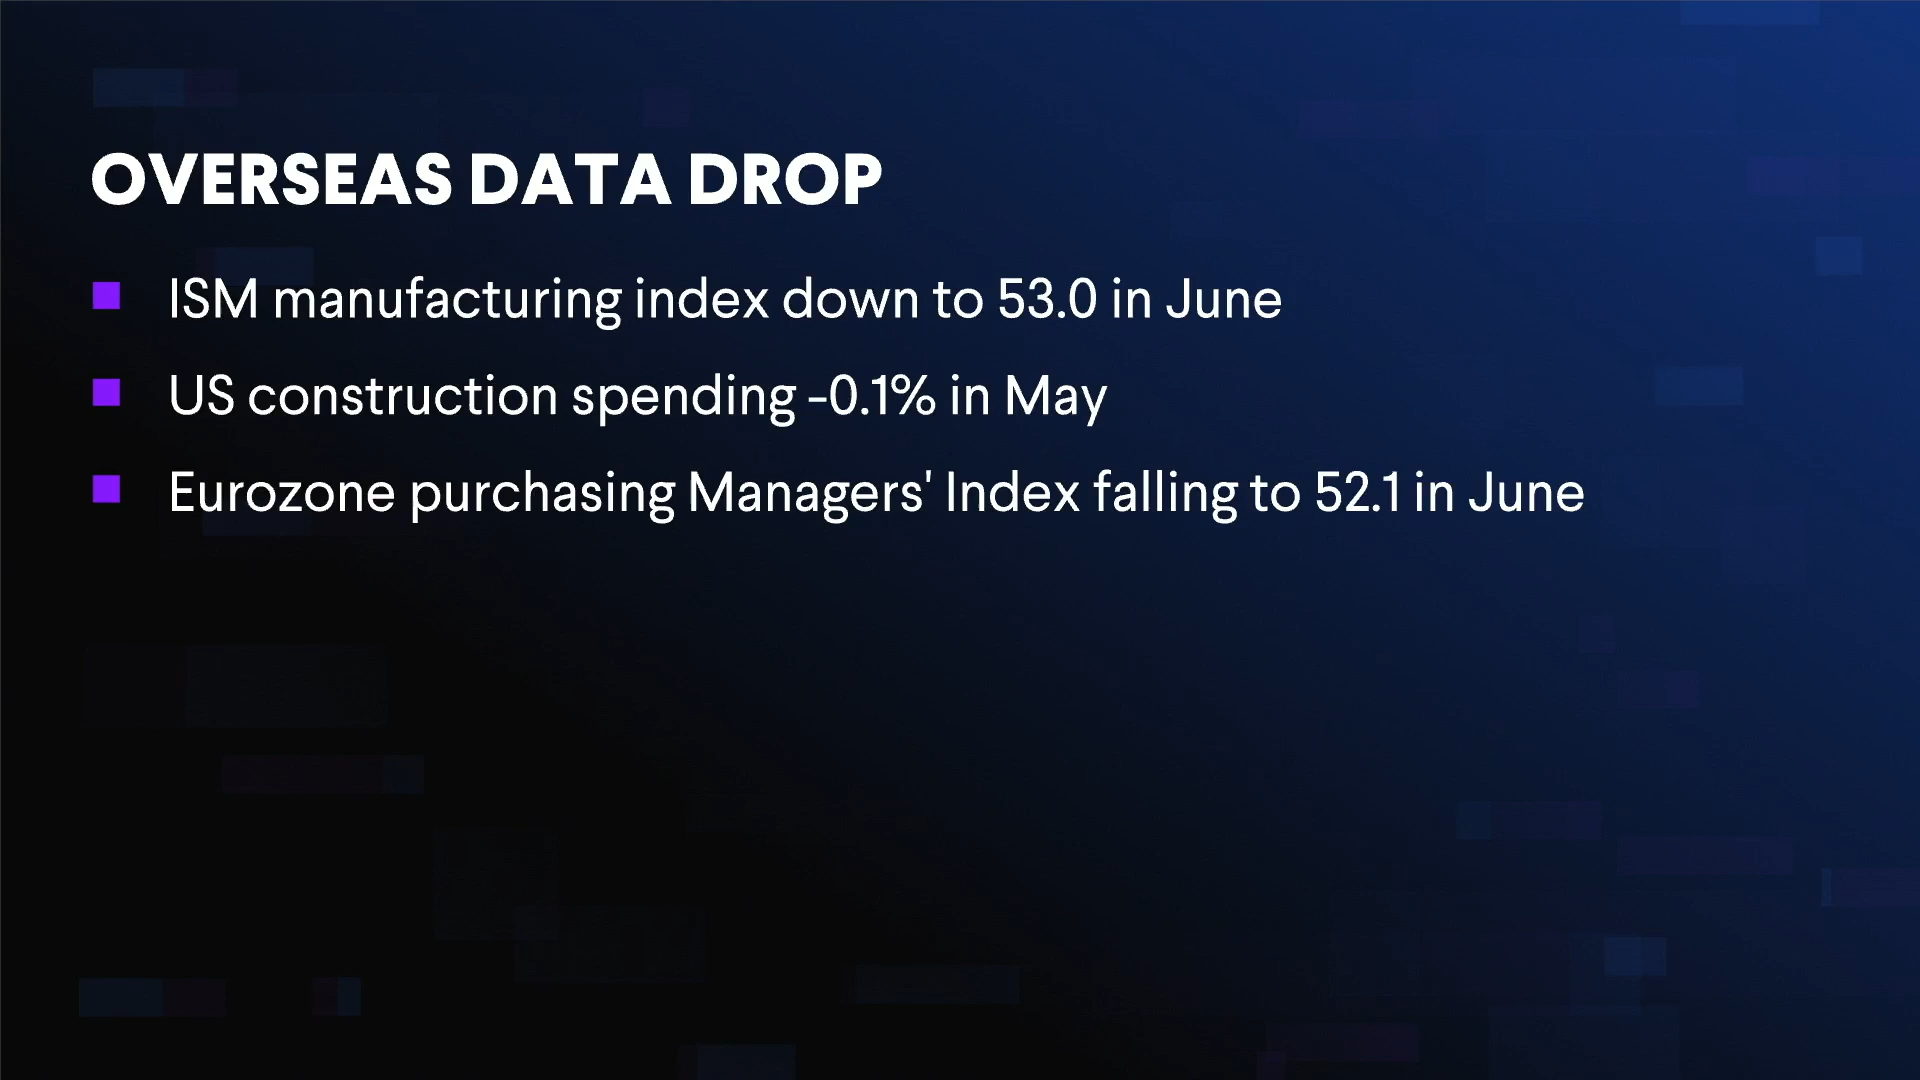 OVERSEAS DATA DROP
ISM manufacturing index down to 53.0 in June
US construction spending -0.1% in May
Eurozone purchasing Managers' Index falling to 52.1 in June